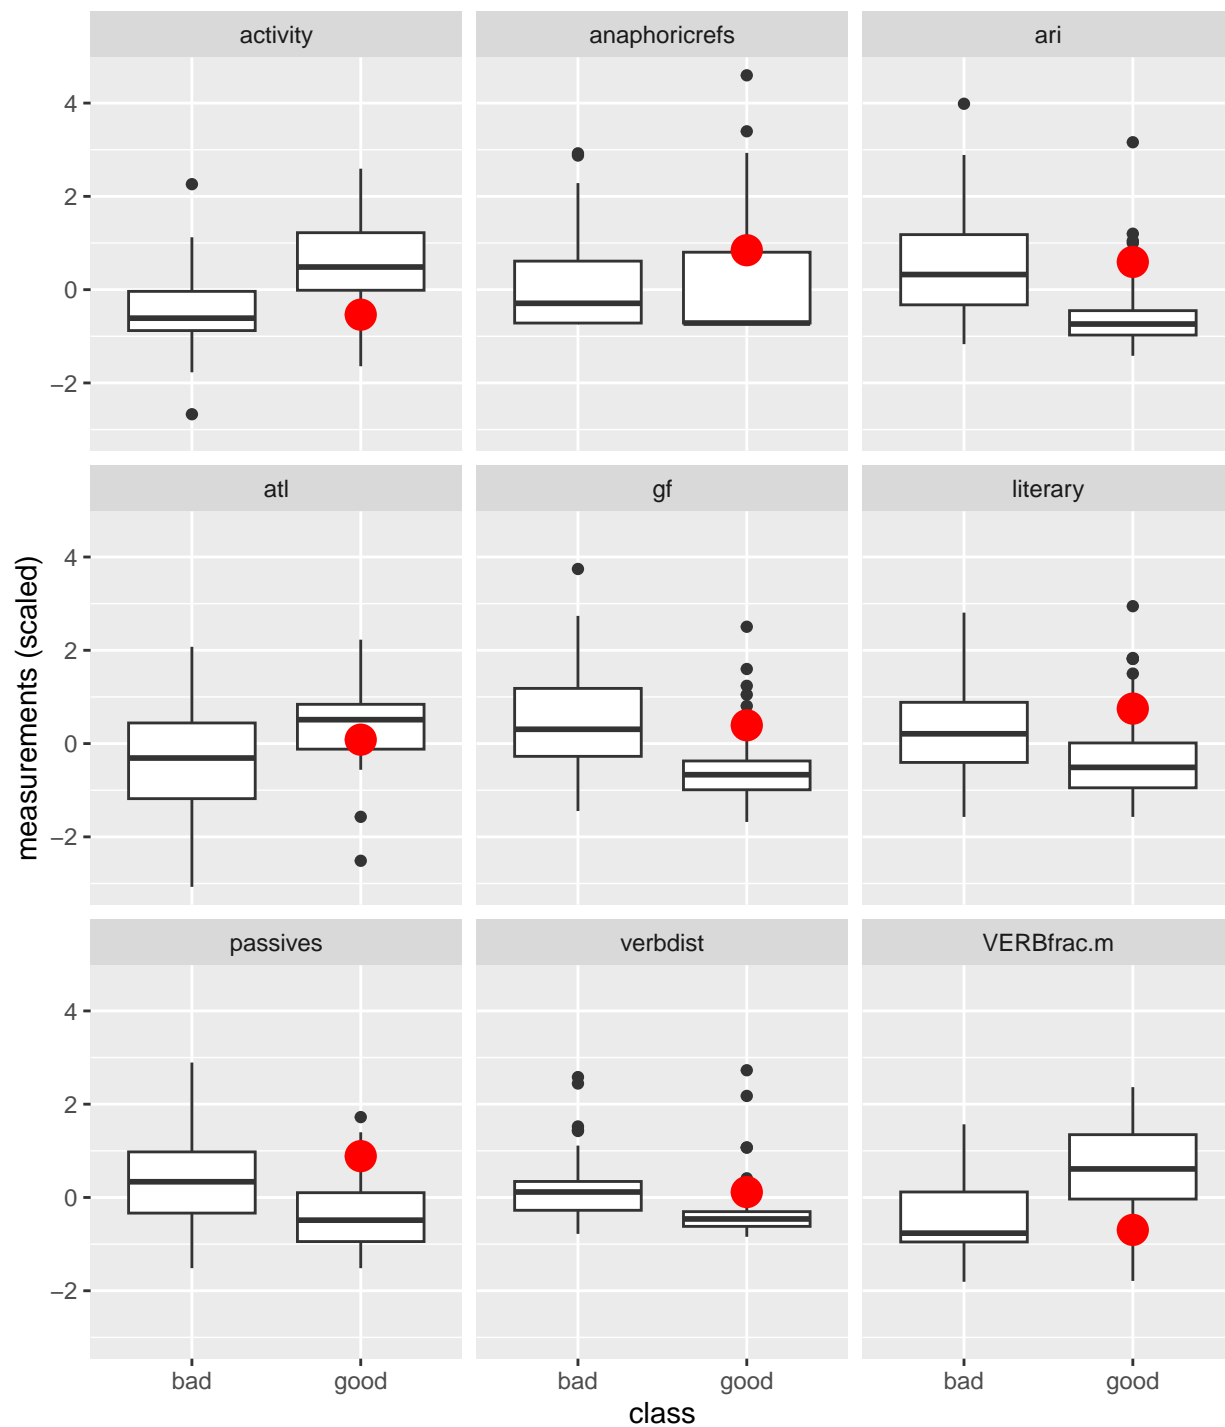 activity anaphoricrefs ari
4
2
0
−2
atl gf literary
4
2
0
−2
measurements (scaled)
passives verbdist VERBfrac.m
4
2
0
−2
bad good bad good bad good
class